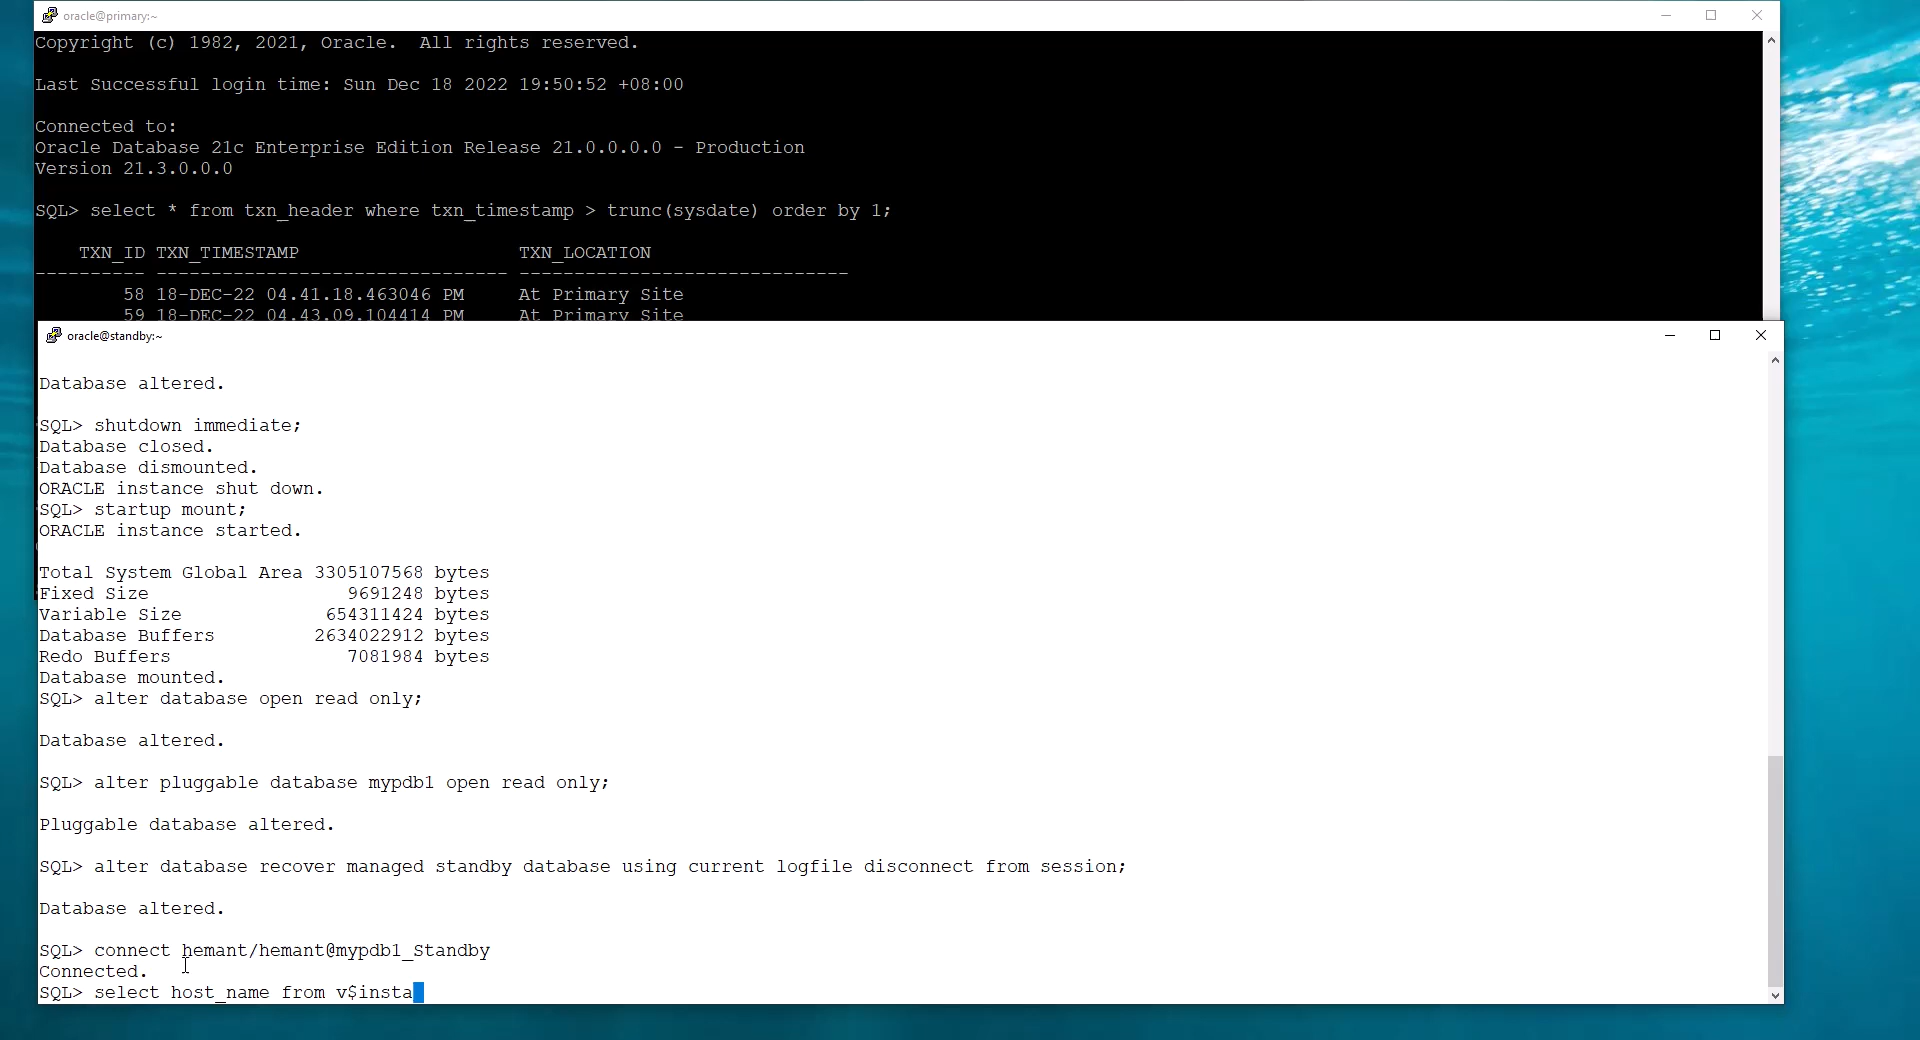 oracle@primary:~
Copyright (c) 1982, 2021, Oracle.  All rights reserved.
Last Successful login time: Sun Dec 18 2022 19:50:52 +08:00
Connected to:
Oracle Database 21c Enterprise Edition Release 21.0.0.0.0 - Production
Version 21.3.0.0.0
SQL> select * from txn_header where txn_timestamp > trunc(sysdate) order by 1;
    TXN_ID TXN_TIMESTAMP                    TXN_LOCATION
---------- -------------------------------- ------------------------------
        58 18-DEC-22 04.41.18.463046 PM     At Primary Site
        59 18-DEC-22 04.43.09.104414 PM     At Primary Site
oracle@standby:~
Database altered.
SQL> shutdown immediate;
Database closed.
Database dismounted.
ORACLE instance shut down.
SQL> startup mount;
ORACLE instance started.
Total System Global Area 3305107568 bytes
Fixed Size                  9691248 bytes
Variable Size             654311424 bytes
Database Buffers         2634022912 bytes
Redo Buffers                7081984 bytes
Database mounted.
SQL> alter database open read only;
Database altered.
SQL> alter pluggable database mypdb1 open read only;
Pluggable database altered.
SQL> alter database recover managed standby database using current logfile disconnect from session;
Database altered.
SQL> connect hemant/hemant@mypdb1_Standby
Connected.
SQL> select host_name from v$insta